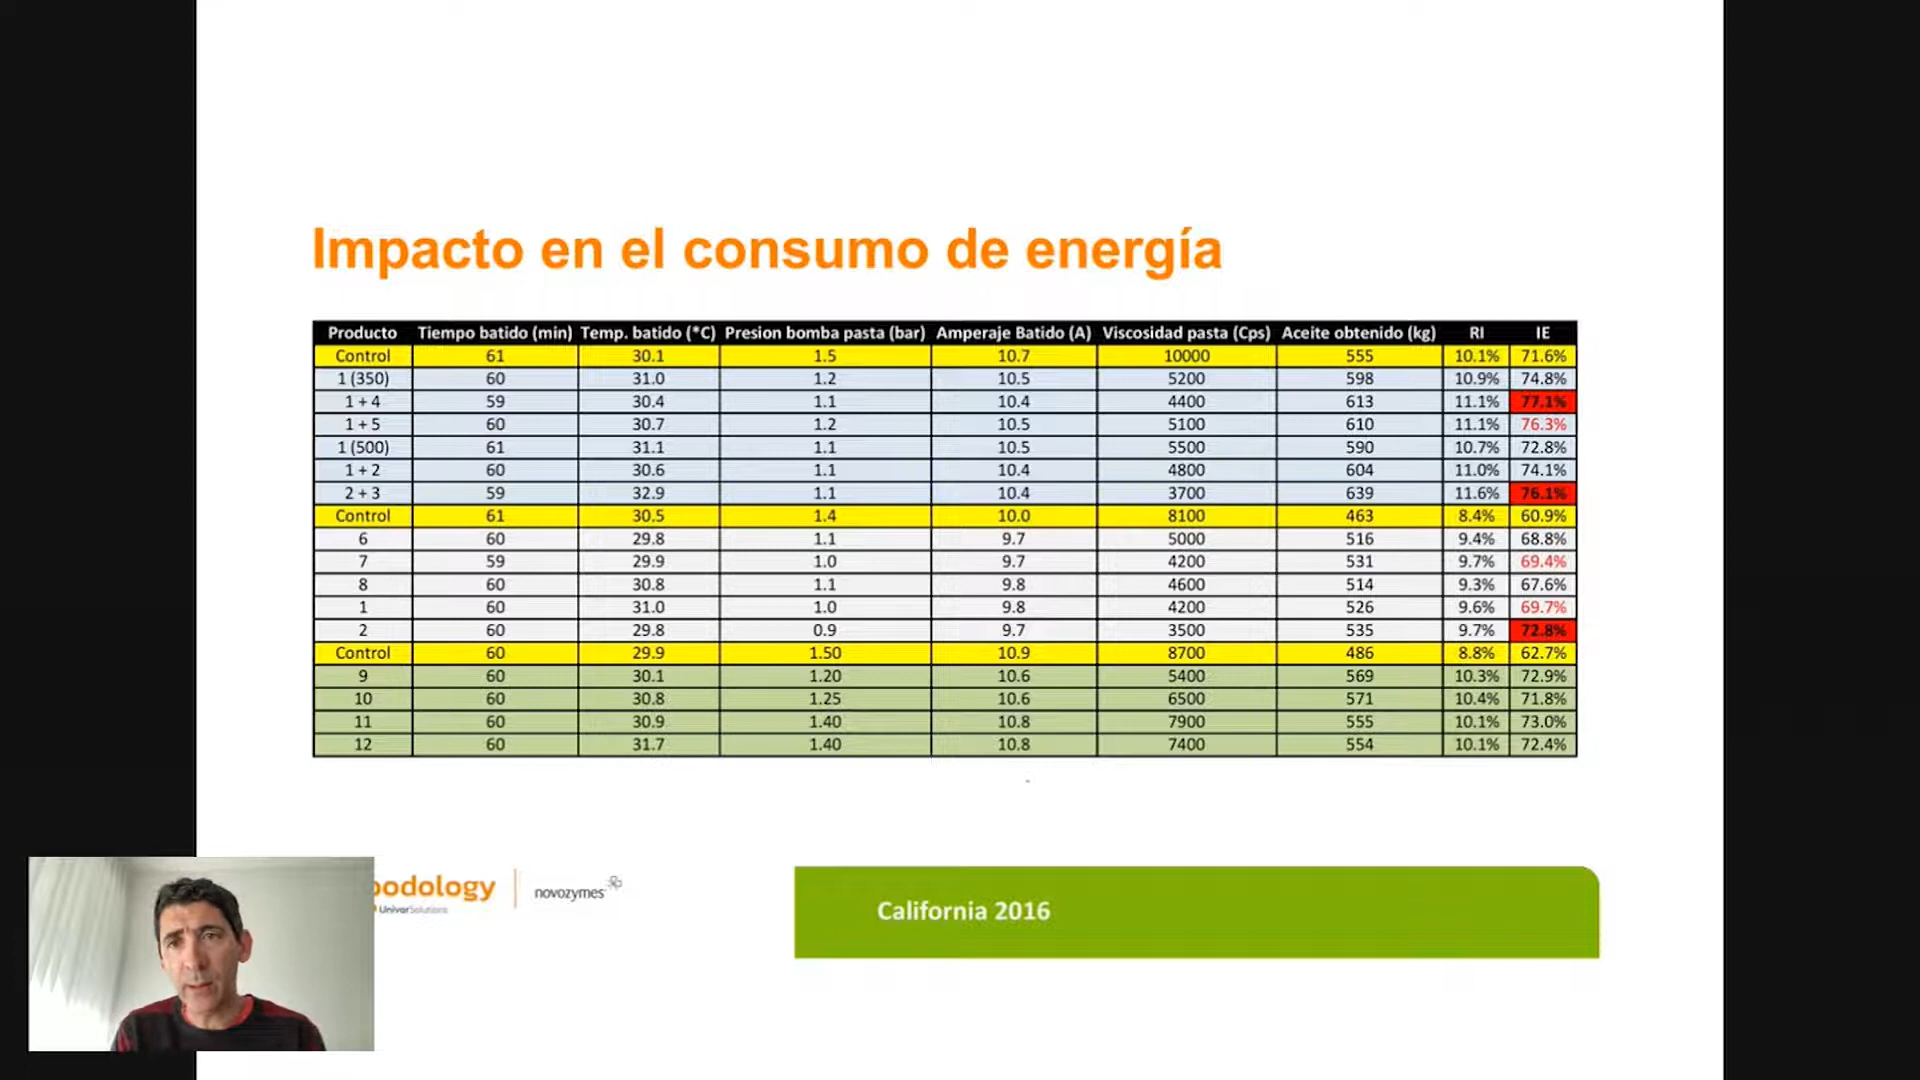 Impacto en el consumo de energía
Producto Tiempo batido (min) Temp. batido (*C) Presion bomba pasta (bar) Amperaje Batido (A) Viscosidad pasta (Cps) Aceite obtenido (kg) RI IE
Control 61 30.1 1.5 10.7 10000 555 10.1% 71.6%
1 (350) 60 31.0 1.2 10.5 5200 598 10.9% 74.8%
1 + 4 59 30.4 1.1 10.4 4400 613 11.1% 77.1%
1 + 5 60 30.7 1.2 10.5 5100 610 11.1% 76.3%
1 (500) 61 31.1 1.1 10.5 5500 590 10.7% 72.8%
1 + 2 60 30.6 1.1 10.4 4800 604 11.0% 74.1%
2 + 3 59 32.9 1.1 10.4 3700 639 11.6% 76.1%
Control 61 30.5 1.4 10.0 8100 463 8.4% 60.9%
6 60 29.8 1.1 9.7 5000 516 9.4% 68.8%
7 59 29.9 1.0 9.7 4200 531 9.7% 69.4%
8 60 30.8 1.1 9.8 4600 514 9.3% 67.6%
1 60 31.0 1.0 9.8 4200 526 9.6% 69.7%
2 60 29.8 0.9 9.7 3500 535 9.7% 72.8%
Control 60 29.9 1.50 10.9 8700 486 8.8% 62.7%
9 60 30.1 1.20 10.6 5400 569 10.3% 72.9%
10 60 30.8 1.25 10.6 6500 571 10.4% 71.8%
11 60 30.9 1.40 10.8 7900 555 10.1% 73.0%
12 60 31.7 1.40 10.8 7400 554 10.1% 72.4%
oodology
UnivarSolutions
novozymes
California 2016